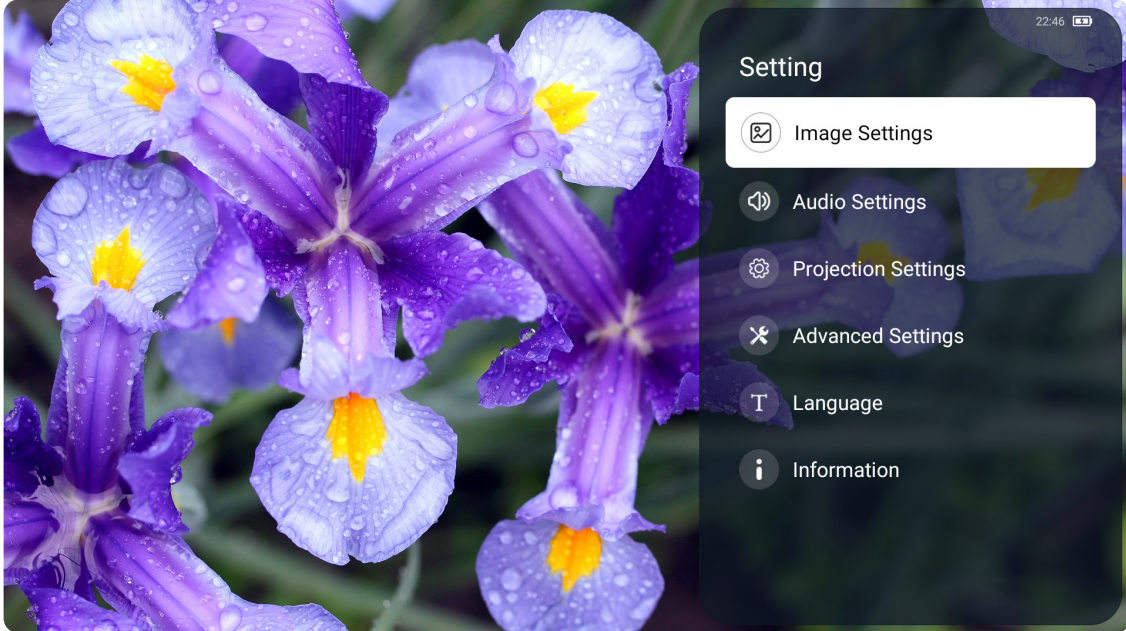 22:46
Setting
Image Settings
Audio Settings
Projection Settings
Advanced Settings
T Language
Information